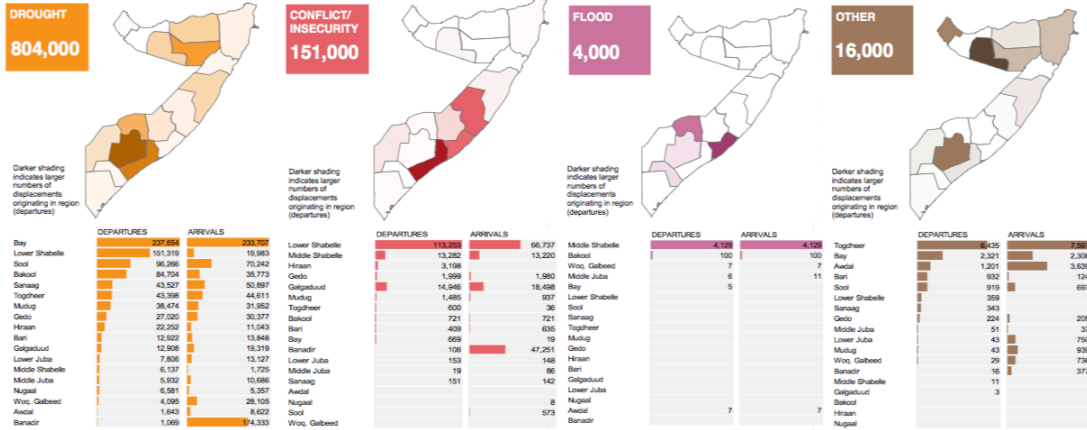 DROUGHT
804,000
Darker shading
indicates larger
numbers of
displacements
originating in region
(departures)
DEPARTURES ARRIVALS
Bay 237,654 233,707
Lower Shabelle 151,319 19,983
Sool 96,266 70,242
Bakool 84,704 35,773
Sanaag 43,527 50,897
Togdheer 43,398 44,611
Mudug 38,474 31,952
Gedo 27,020 30,377
Hiraan 22,252 11,043
Bari 12,922 13,848
Galgaduud 12,908 19,319
Lower Juba 7,806 13,127
Middle Shabelle 6,137 1,725
Middle Juba 5,932 10,686
Nugaal 6,581 5,357
Woq. Galbeed 4,095 28,105
Awdal 1,643 8,622
Banadir 1,069 174,333
CONFLICT/
INSECURITY
151,000
Darker shading
indicates larger
numbers of
displacements
originating in region
(departures)
DEPARTURES ARRIVALS
Lower Shabelle 113,253 66,737
Middle Shabelle 13,282 13,220
Hiraan 3,198
Gedo 1,999 1,980
Galgaduud 14,946 18,498
Mudug 1,485 937
Togdheer 600 36
Bakool 721 721
Bari 409 635
Bay 669 19
Banadir 106 47,251
Lower Juba 153 148
Middle Juba 19 86
Sanaag 151 142
Awdal
Nugaal 8
Sool 573
Woq. Galbeed
FLOOD
4,000
Darker shading
indicates larger
numbers of
displacements
originating in region
(departures)
DEPARTURES ARRIVALS
Middle Shabelle 4,129 4,129
Bakool 100 100
Woq. Galbeed 7 7
Middle Juba 6 11
Bay 5
Lower Shabelle
Sool
Sanaag
Togdheer
Mudug
Gedo
Hiraan
Bari
Galgaduud
Lower Juba
Nugaal
Awdal 7 7
Banadir
OTHER
16,000
Darker shading
indicates larger
numbers of
displacements
originating in region
(departures)
DEPARTURES ARRIVALS
Togdheer 6,435
Bay 2,321
Awdal 1,201
Bari 932
Sool 919
Lower Shabelle 359
Sanaag 343
Gedo 224
Middle Juba 51
Lower Juba 43
Mudug 43
Woq. Galbeed 29
Banadir 16
Middle Shabelle 11
Galgaduud 3
Bakool
Hiraan
Nugaal